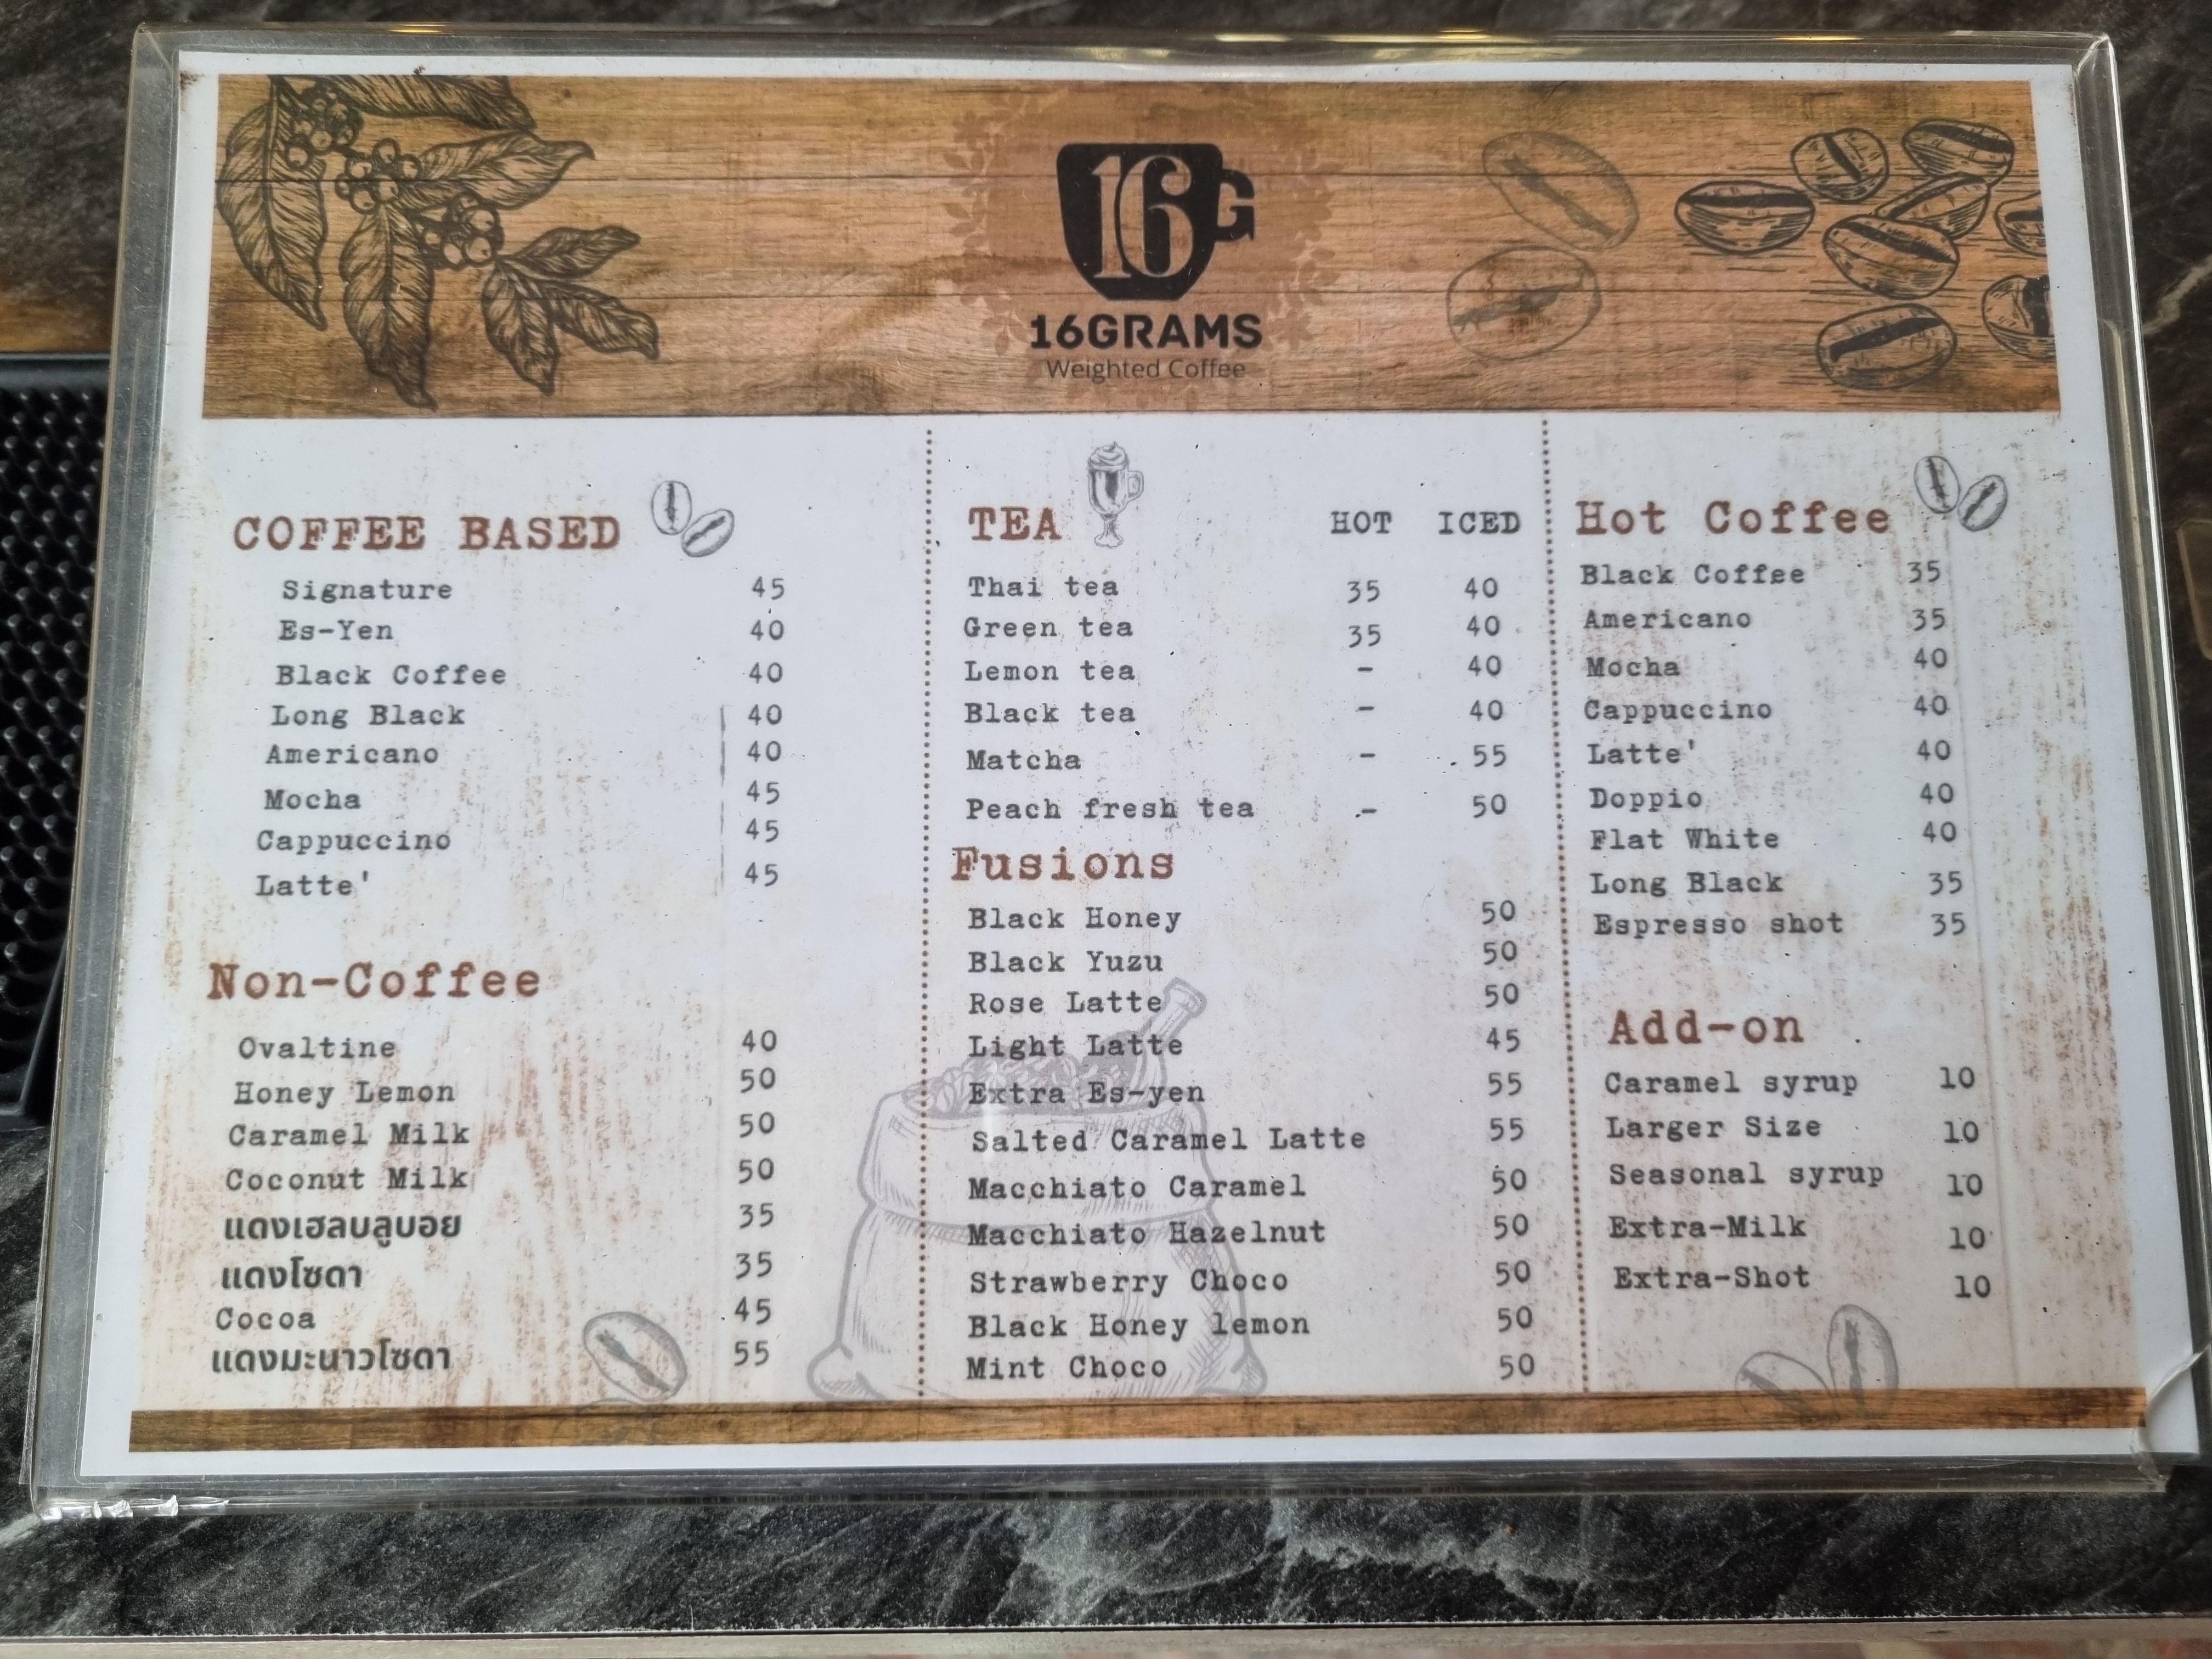 16G
16GRAMS
Weighted Coffee
COFFEE BASED
Signature 45
Es-Yen 40
Black Coffee 40
Long Black 40
Americano 40
Mocha 45
Cappuccino 45
Latte' 45
Non-Coffee
Ovaltine 40
Honey Lemon 50
Caramel Milk 50
Coconut Milk 50
แดงเฮลบลูบอย 35
แดงโซดา 35
Cocoa 45
แดงมะนาวโซดา 55
TEA HOT ICED
Thai tea 35 40
Green tea 35 40
Lemon tea - 40
Black tea - 40
Matcha - 55
Peach fresh tea - 50
Fusions
Black Honey 50
Black Yuzu 50
Rose Latte 50
Light Latte 45
Extra Es-yen 55
Salted Caramel Latte 55
Macchiato Caramel 50
Macchiato Hazelnut 50
Strawberry Choco 50
Black Honey lemon 50
Mint Choco 50
Hot Coffee
Black Coffee 35
Americano 35
Mocha 40
Cappuccino 40
Latte' 40
Doppio 40
Flat White 40
Long Black 35
Espresso shot 35
Add-on
Caramel syrup 10
Larger Size 10
Seasonal syrup 10
Extra-Milk 10
Extra-Shot 10